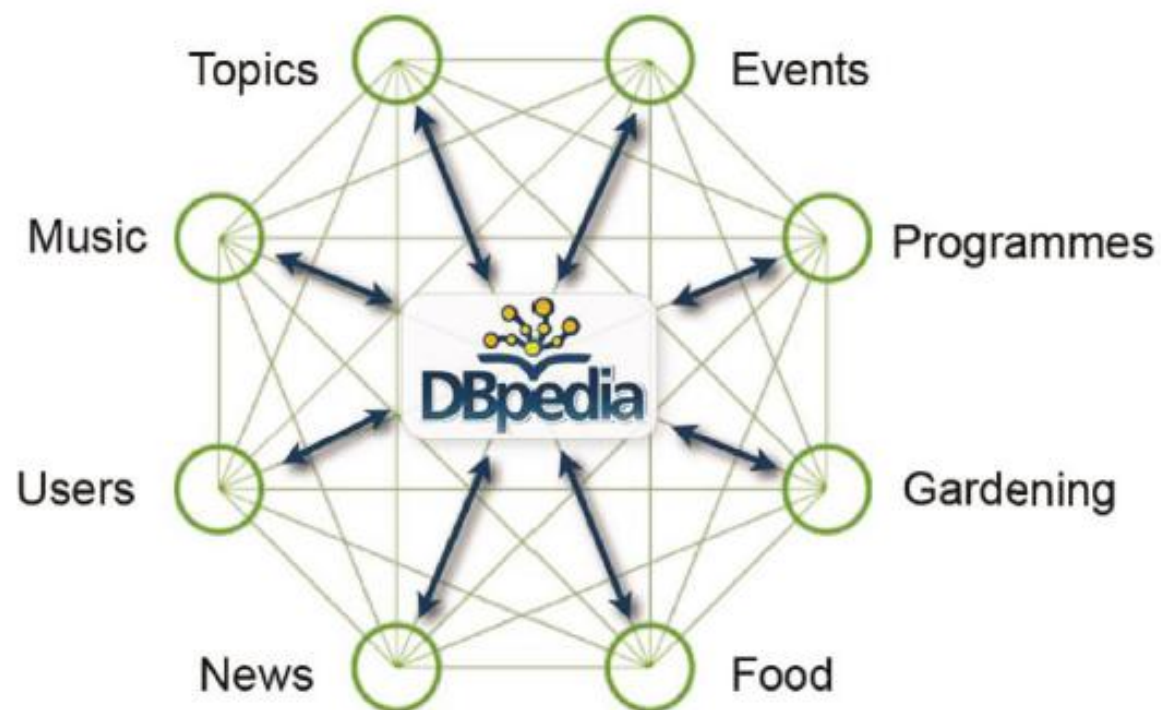 Topics
Events
Music
Programmes
DBpedia
Users
Gardening
News
Food